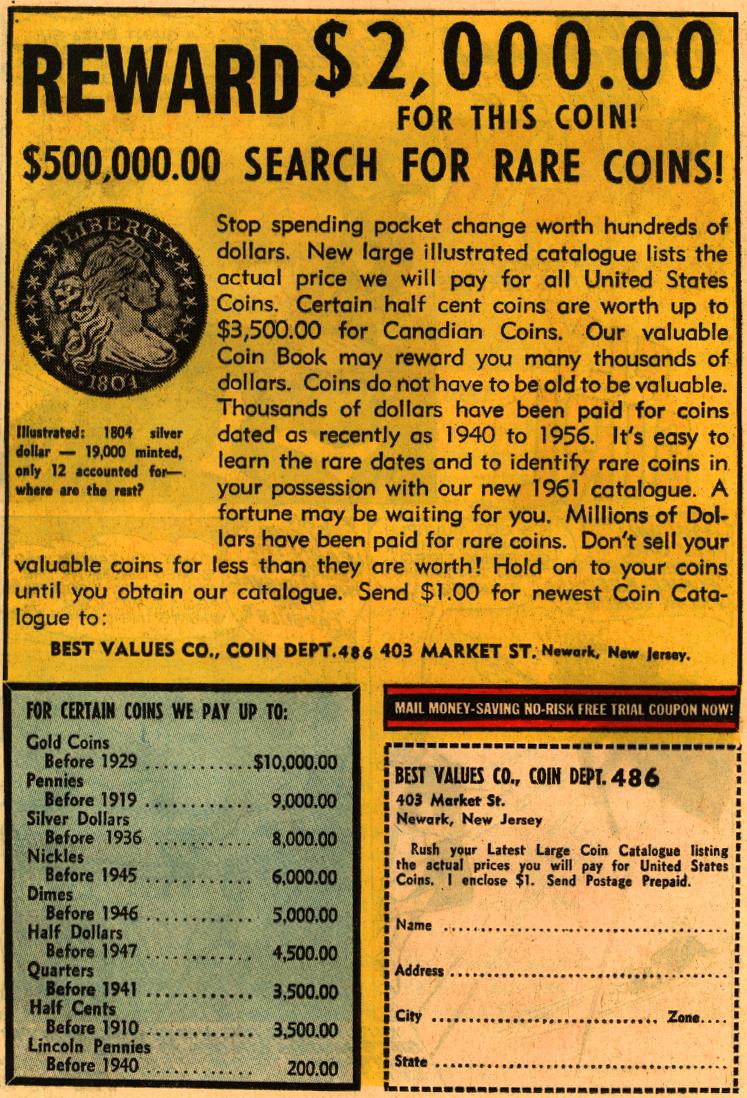 REWARD $2,000.00
FOR THIS COIN!
$500,000.00 SEARCH FOR RARE COINS!
LIBERTY
1804
Illustrated: 1804 silver
dollar — 19,000 minted,
only 12 accounted for—
where are the rest?
Stop spending pocket change worth hundreds of
dollars. New large illustrated catalogue lists the
actual price we will pay for all United States
Coins. Certain half cent coins are worth up to
$3,500.00 for Canadian Coins. Our valuable
Coin Book may reward you many thousands of
dollars. Coins do not have to be old to be valuable.
Thousands of dollars have been paid for coins
dated as recently as 1940 to 1956. It's easy to
learn the rare dates and to identify rare coins in
your possession with our new 1961 catalogue. A
fortune may be waiting for you. Millions of Dol-
lars have been paid for rare coins. Don't sell your
valuable coins for less than they are worth! Hold on to your coins
until you obtain our catalogue. Send $1.00 for newest Coin Cata-
logue to:
BEST VALUES CO., COIN DEPT. 486 403 MARKET ST. Newark, New Jersey.
FOR CERTAIN COINS WE PAY UP TO:
Gold Coins
Before 1929 ............ $10,000.00
Pennies
Before 1919 ............ 9,000.00
Silver Dollars
Before 1936 ............ 8,000.00
Nickles
Before 1945 ............ 6,000.00
Dimes
Before 1946 ............ 5,000.00
Half Dollars
Before 1947 ............ 4,500.00
Quarters
Before 1941 ............ 3,500.00
Half Cents
Before 1910 ............ 3,500.00
Lincoln Pennies
Before 1940 ............ 200.00
MAIL MONEY-SAVING NO-RISK FREE TRIAL COUPON NOW!
BEST VALUES CO., COIN DEPT. 486
403 Market St.
Newark, New Jersey
Rush your Latest Large Coin Catalogue listing
the actual prices you will pay for United States
Coins. I enclose $1. Send Postage Prepaid.
Name ............
Address ............
City ............ Zone....
State ............